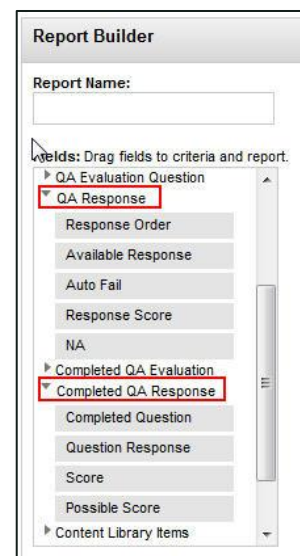 Report Builder
Report Name:
elds: Drag fields to criteria and report.
QA Evaluation Question
QA Response
Response Order
Available Response
Auto Fail
Response Score
NA
Completed QA Evaluation
Completed QA Response
Completed Question
Question Response
Score
Possible Score
Content Library Items